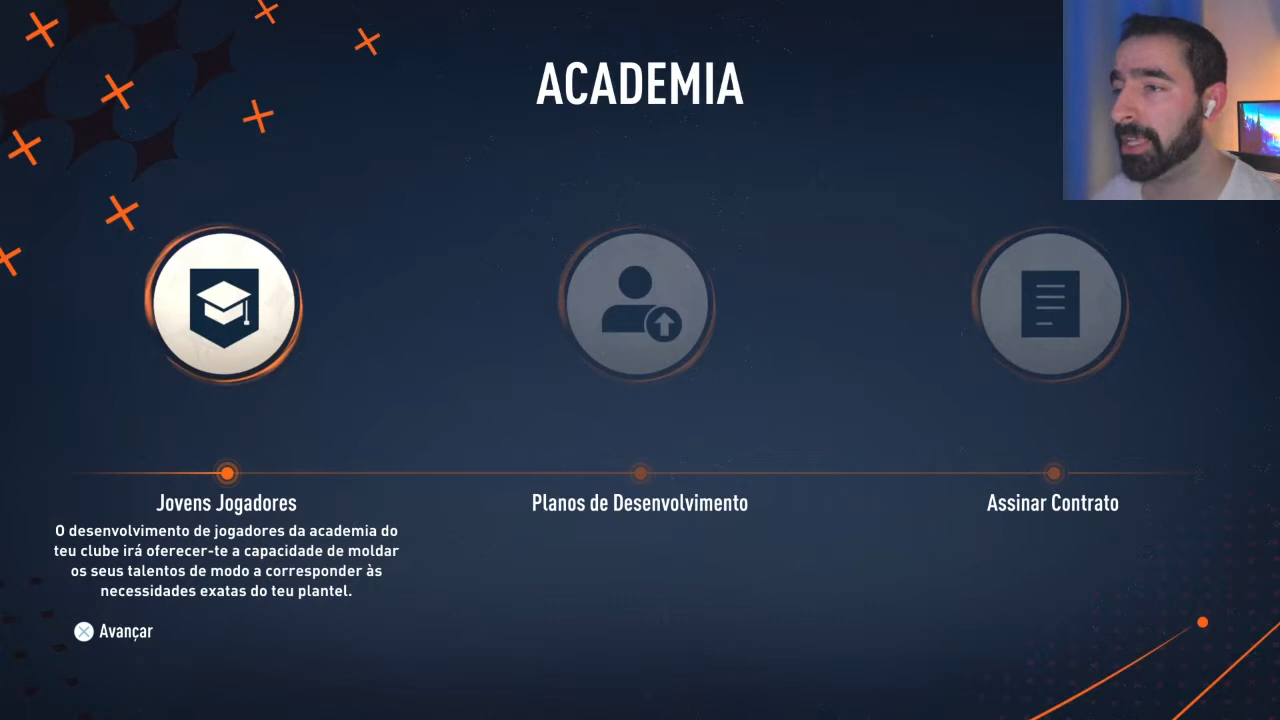 ACADEMIA
Jovens Jogadores
O desenvolvimento de jogadores da academia do
teu clube irá oferecer-te a capacidade de moldar
os seus talentos de modo a corresponder às
necessidades exatas do teu plantel.
Avançar
Planos de Desenvolvimento
Assinar Contrato